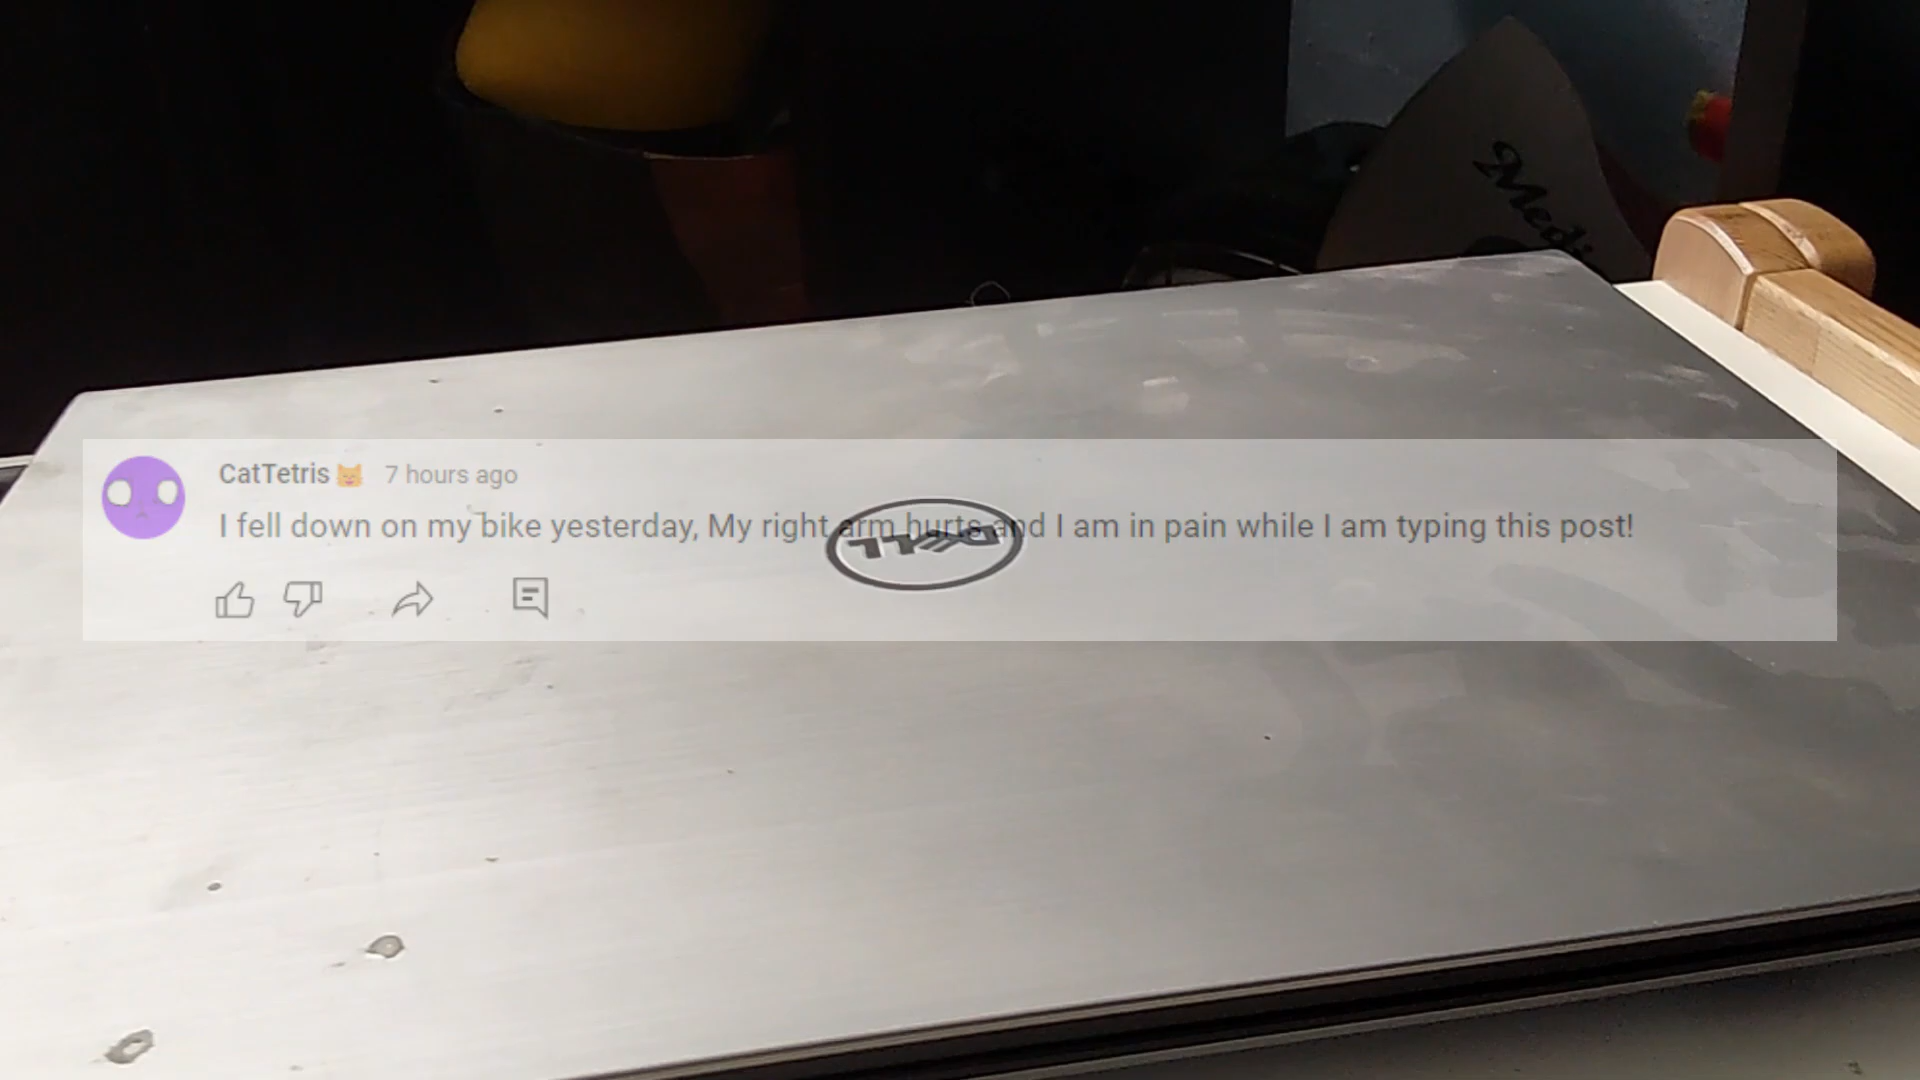 Medi
CatTetris😺 7 hours ago
I fell down on my bike yesterday, My right arm hurts and I am in pain while I am typing this post!
DELL